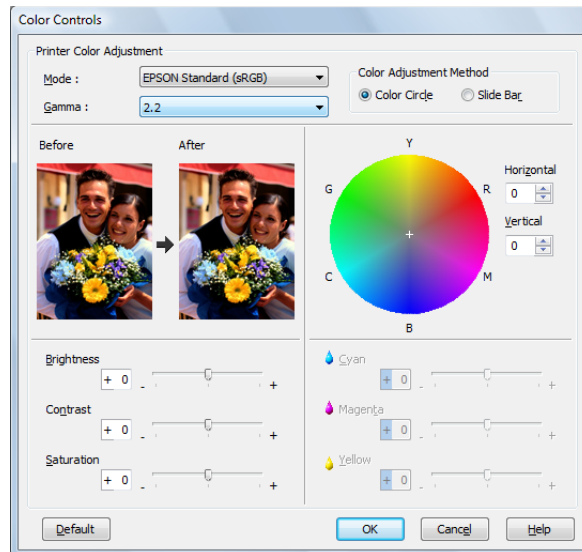 Color Controls
Printer Color Adjustment
Mode :
EPSON Standard (sRGB)
Gamma :
2.2
Color Adjustment Method
Color Circle
Slide Bar
Before
After
Y
G
R
C
M
B
Horizontal
0
Vertical
0
Brightness
+ 0
- +
Contrast
+ 0
- +
Saturation
+ 0
- +
Cyan
+ 0
- +
Magenta
+ 0
- +
Yellow
+ 0
- +
Default
OK
Cancel
Help